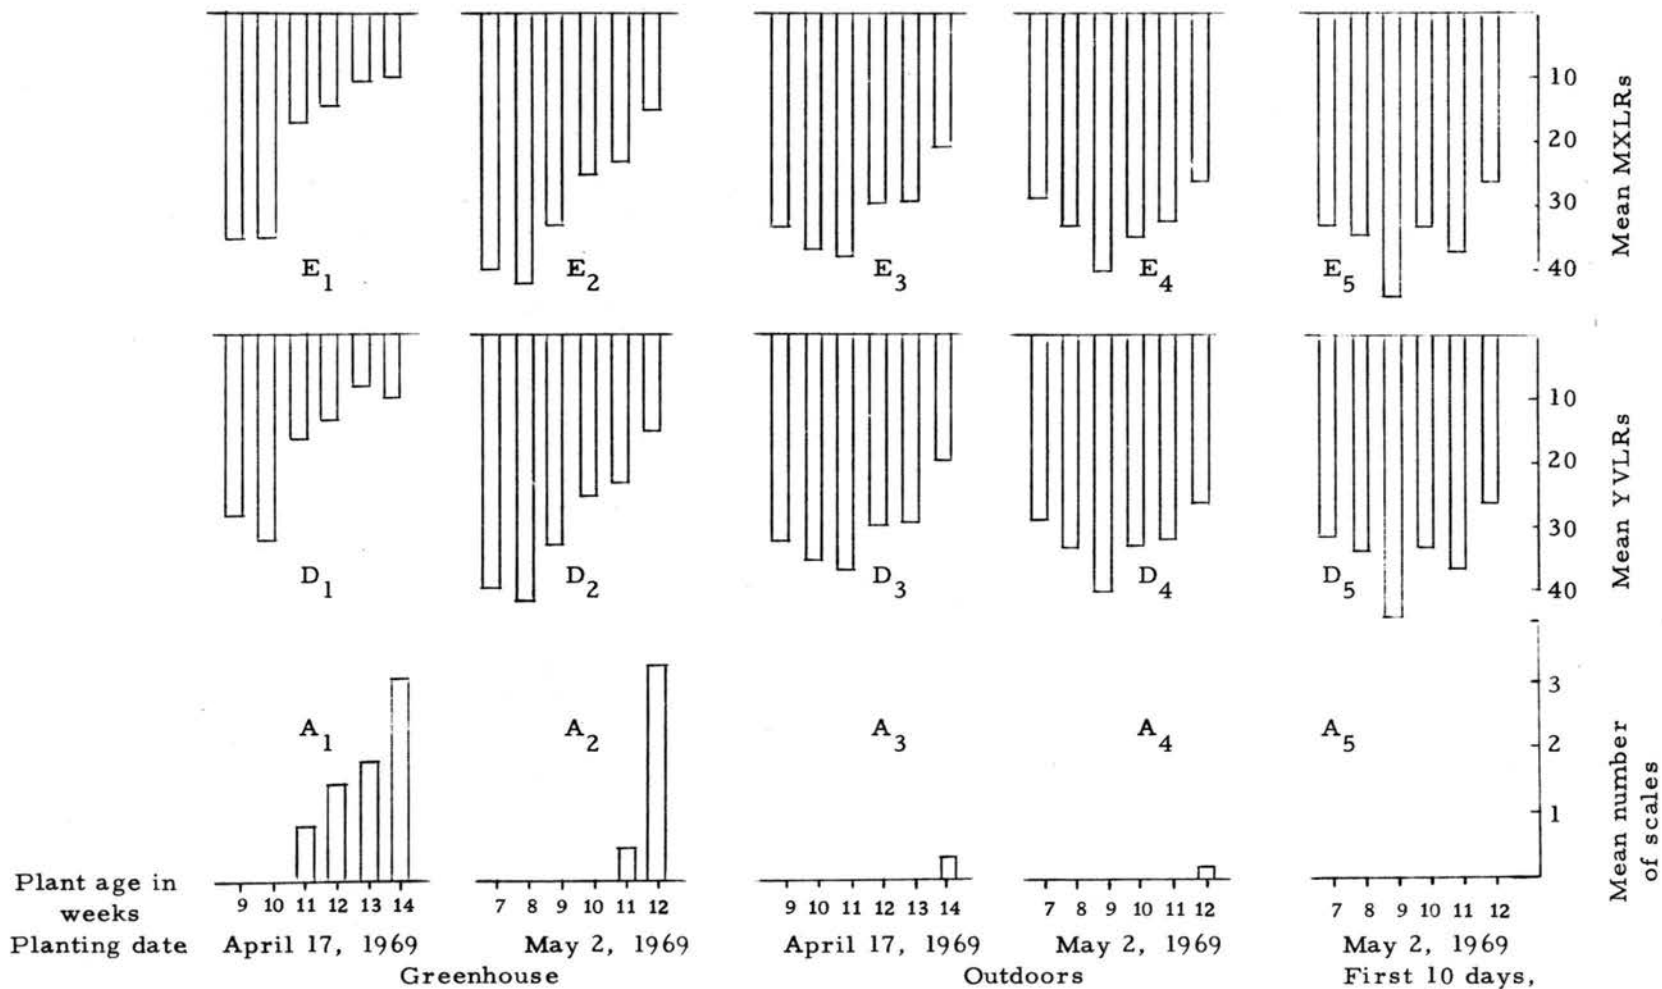 10
20
30
40
Mean MXLRs
E1 E2 E3 E4 E5
10
20
30
40
Mean YVLRs
D1 D2 D3 D4 D5
3
2
1
Mean number
of scales
A1 A2 A3 A4 A5
Plant age in
weeks
9 10 11 12 13 14 7 8 9 10 11 12 9 10 11 12 13 14 7 8 9 10 11 12 7 8 9 10 11 12
Planting date April 17, 1969 May 2, 1969 April 17, 1969 May 2, 1969 May 2, 1969
Greenhouse Outdoors First 10 days,